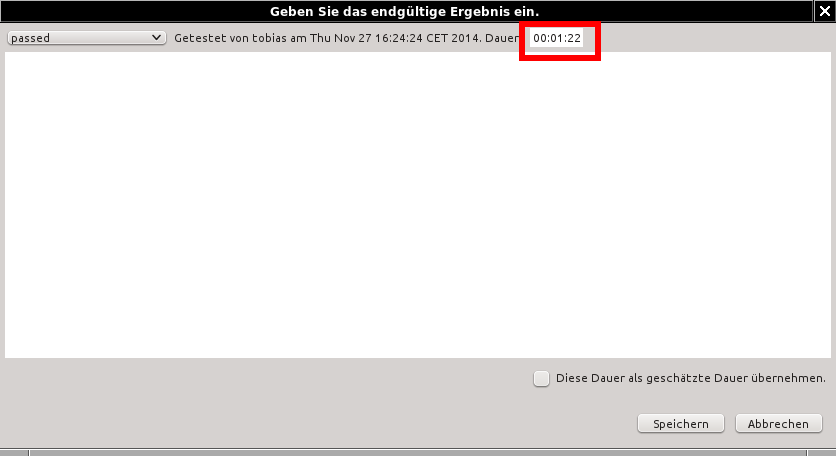 Geben Sie das endgültige Ergebnis ein.
passed Getestet von tobias am Thu Nov 27 16:24:24 CET 2014. Dauer 00:01:22
Diese Dauer als geschätzte Dauer übernehmen.
Speichern Abbrechen